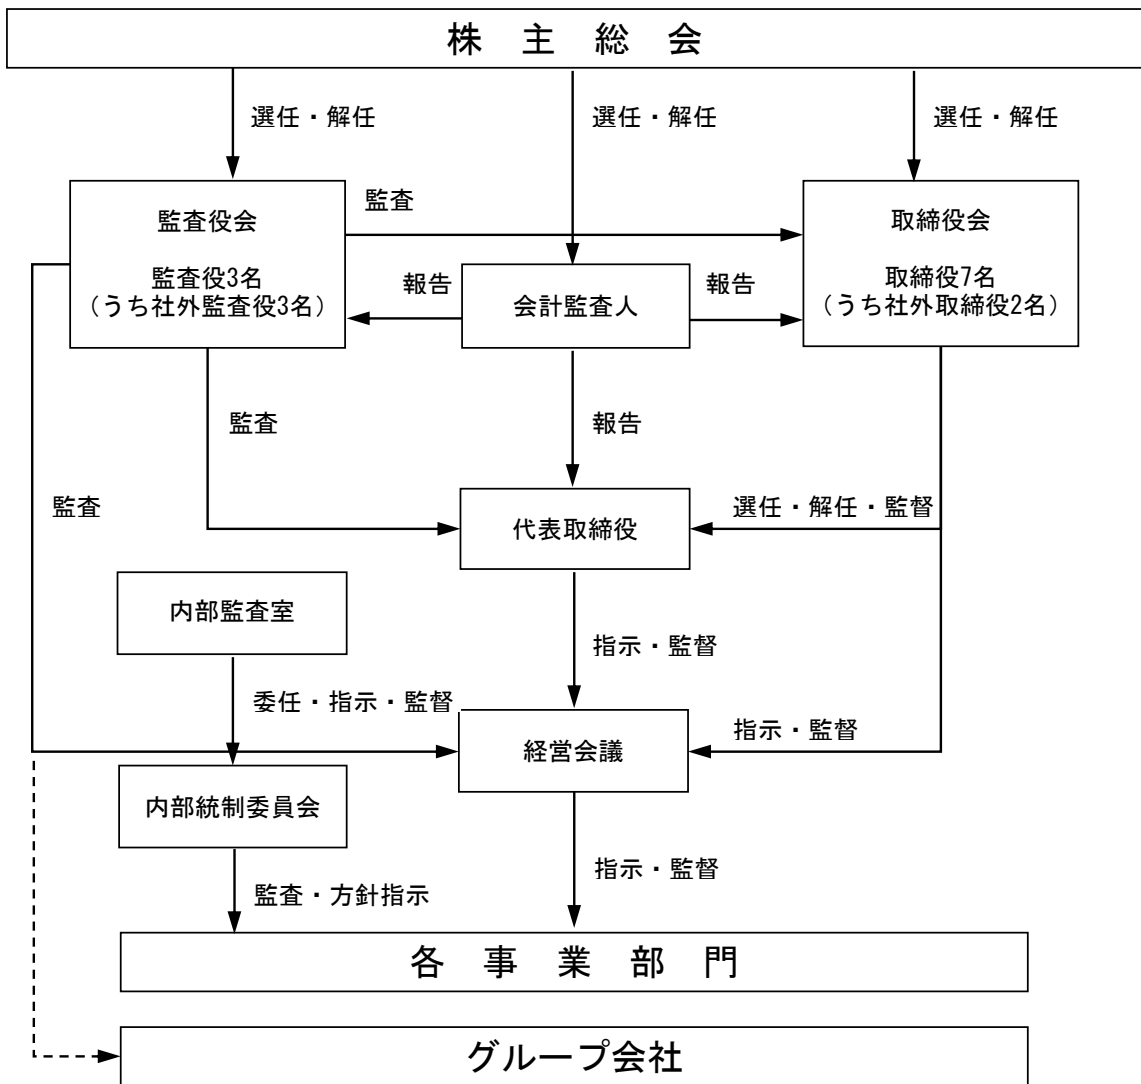 株主総会
選任・解任
選任・解任
選任・解任
監査役会
監査役3名
（うち社外監査役3名）
監査
取締役会
取締役7名
（うち社外取締役2名）
報告
会計監査人
報告
監査
報告
監査
代表取締役
選任・解任・監督
内部監査室
指示・監督
委任・指示・監督
経営会議
指示・監督
内部統制委員会
指示・監督
監査・方針指示
各事業部門
グループ会社